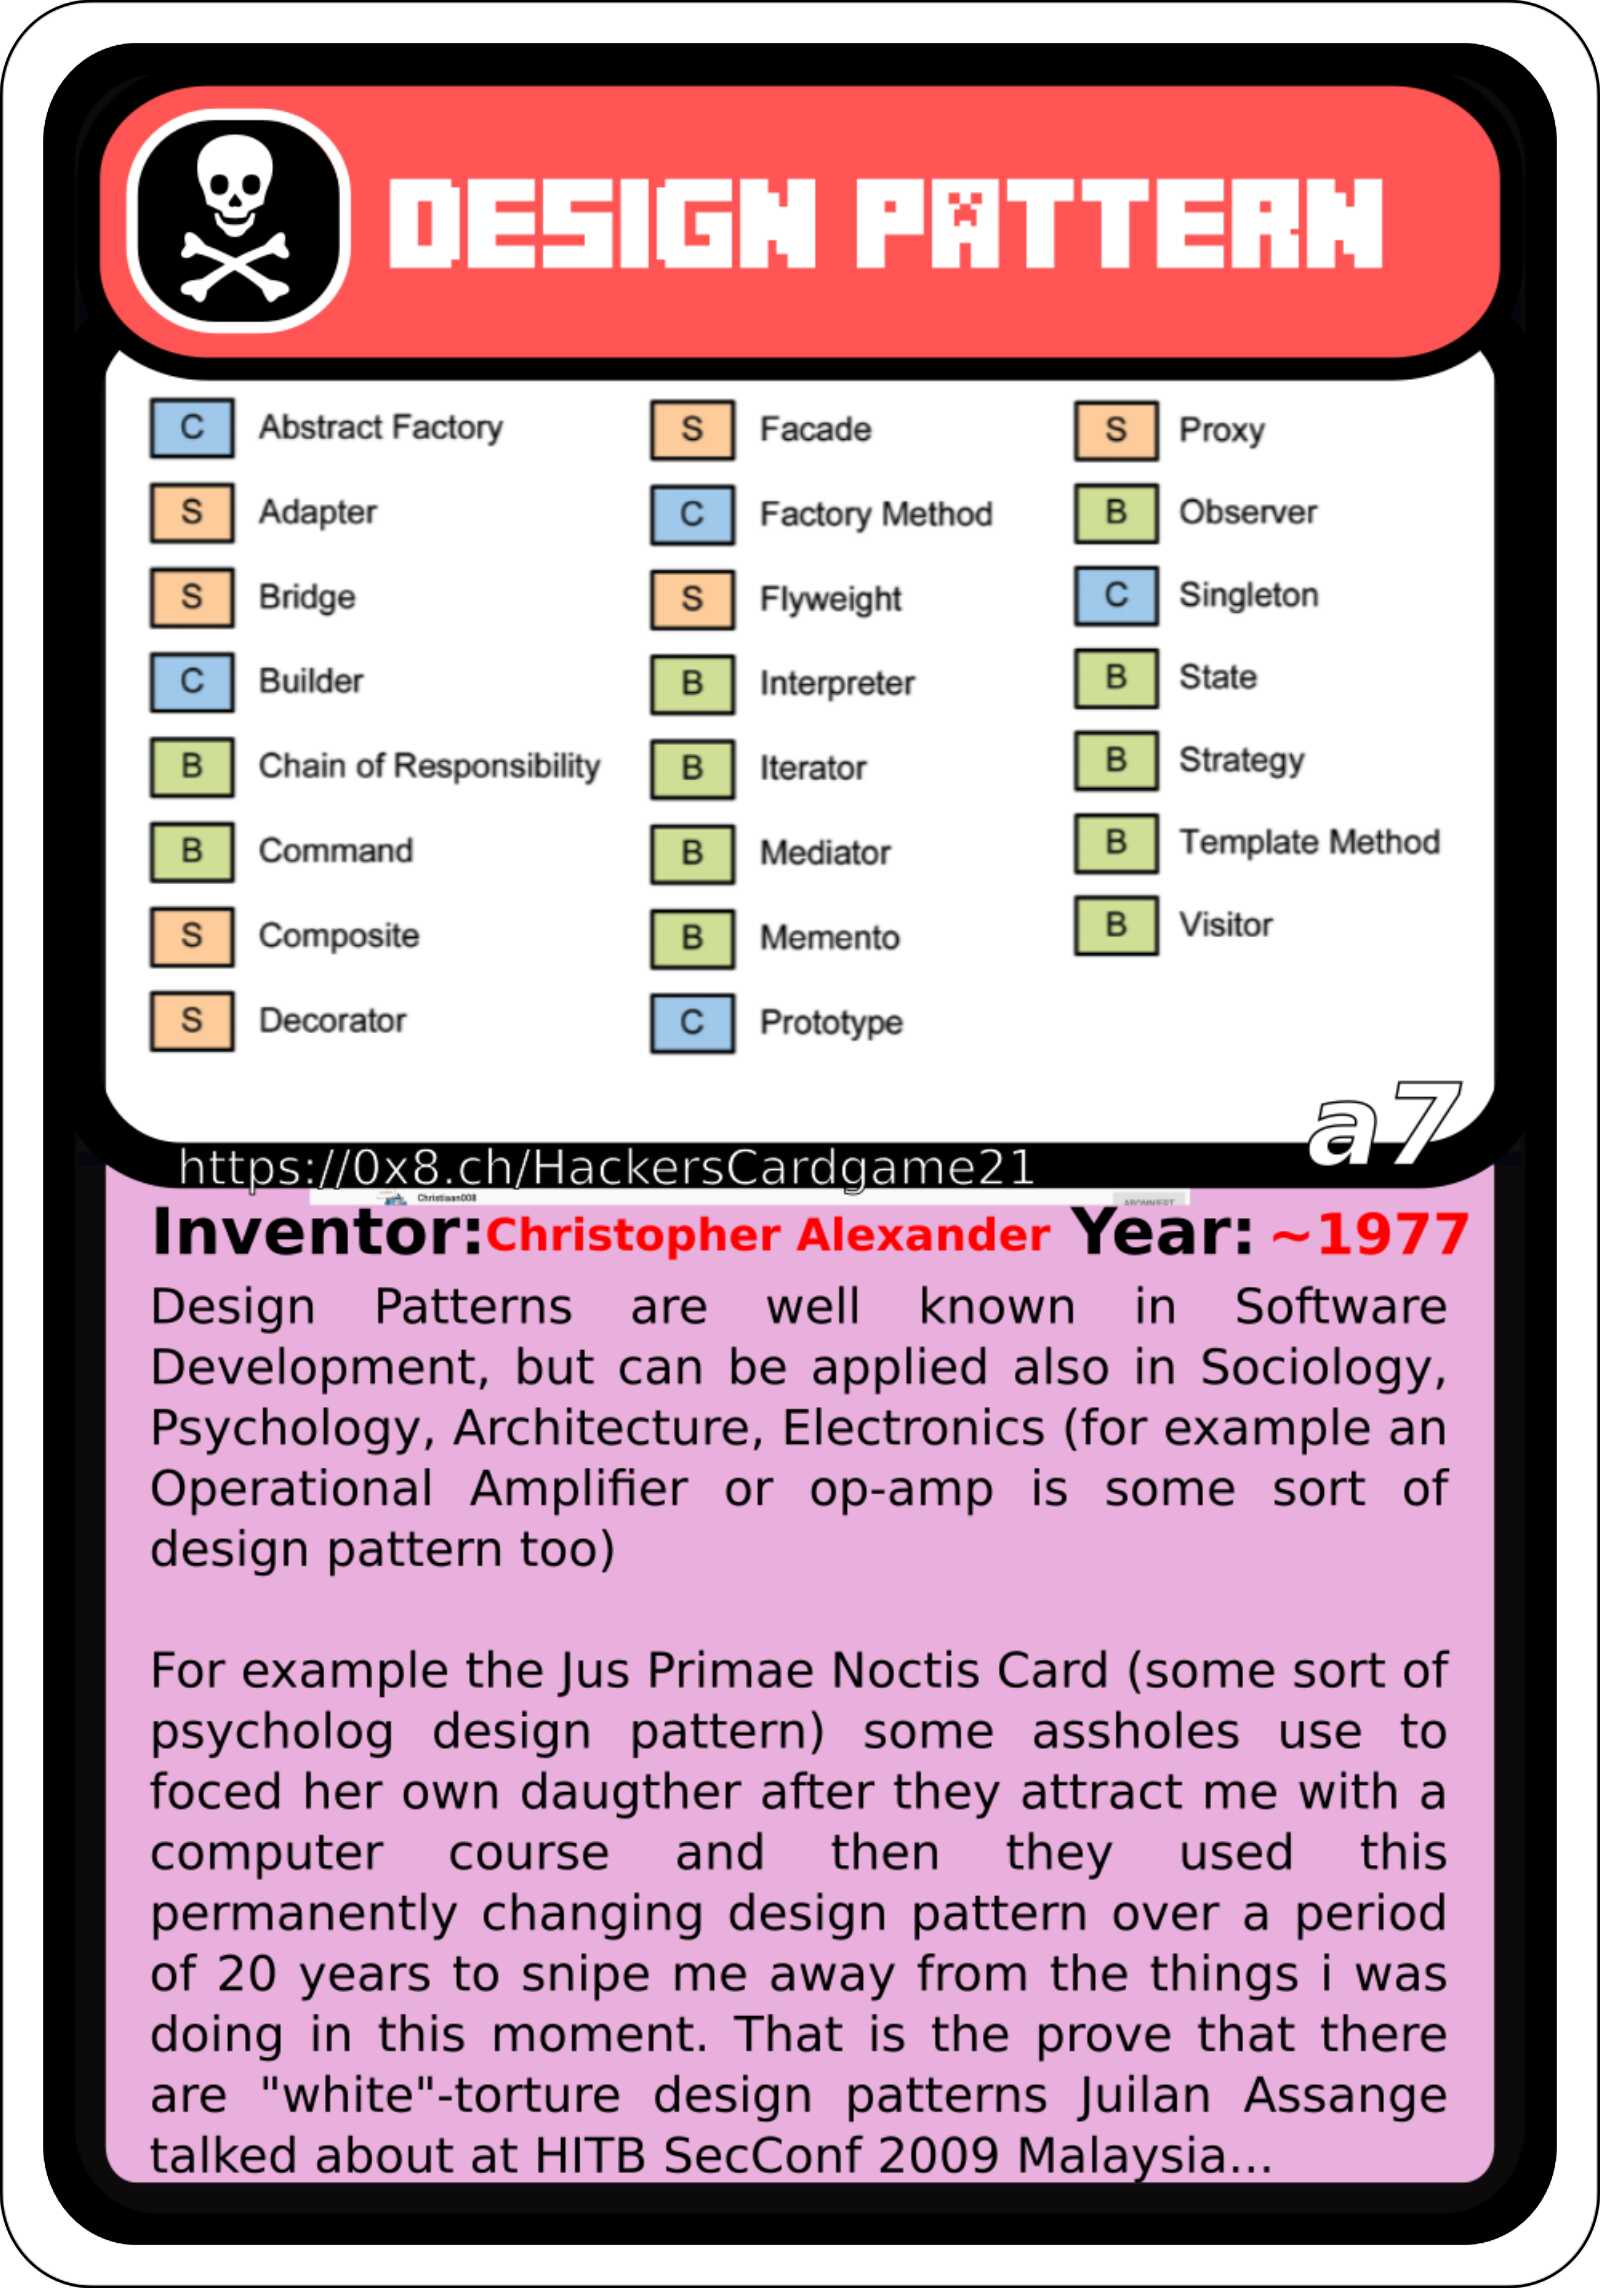 DESIGN PATTERN
C Abstract Factory
S Adapter
S Bridge
C Builder
B Chain of Responsibility
B Command
S Composite
S Decorator
S Facade
C Factory Method
S Flyweight
B Interpreter
B Iterator
B Mediator
B Memento
C Prototype
S Proxy
B Observer
C Singleton
B State
B Strategy
B Template Method
B Visitor
a7
https://0x8.ch/HackersCardgame21
Christiaan008
ABONNIERT
Inventor: Christopher Alexander Year: ~1977
Design Patterns are well known in Software
Development, but can be applied also in Sociology,
Psychology, Architecture, Electronics (for example an
Operational Amplifier or op-amp is some sort of
design pattern too)
For example the Jus Primae Noctis Card (some sort of
psycholog design pattern) some assholes use to
foced her own daugther after they attract me with a
computer course and then they used this
permanently changing design pattern over a period
of 20 years to snipe me away from the things i was
doing in this moment. That is the prove that there
are "white"-torture design patterns Juilan Assange
talked about at HITB SecConf 2009 Malaysia...